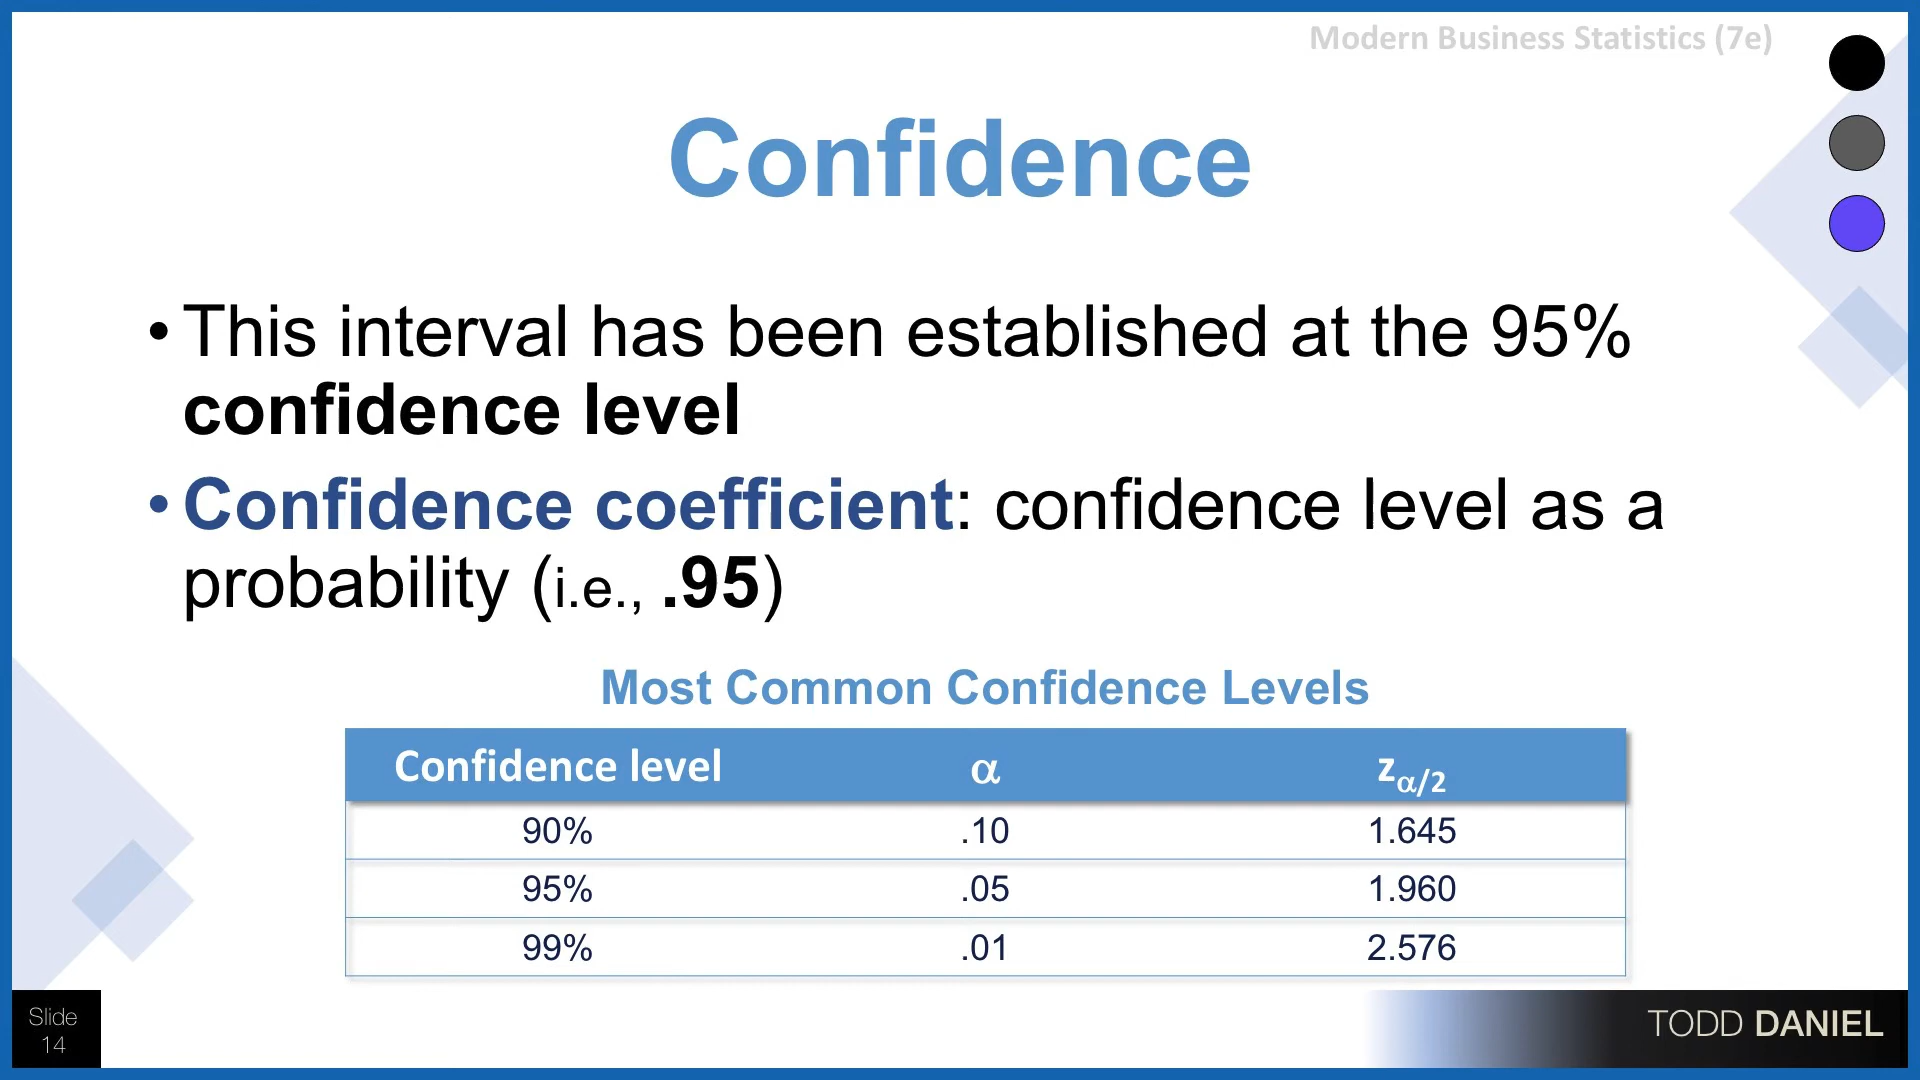 Modern Business Statistics (7e)
Confidence
• This interval has been established at the 95%
confidence level
• Confidence coefficient: confidence level as a
probability (i.e., .95)
Most Common Confidence Levels
Confidence level α zα/2
90% .10 1.645
95% .05 1.960
99% .01 2.576
Slide
14
TODD DANIEL